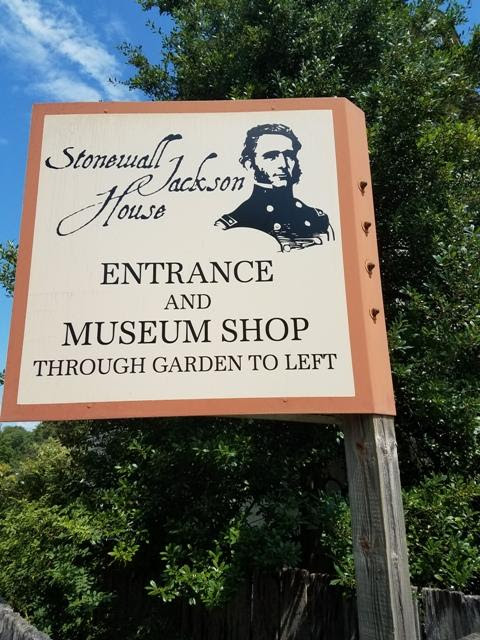 Stonewall
Jackson
House
ENTRANCE
AND
MUSEUM SHOP
THROUGH GARDEN TO LEFT